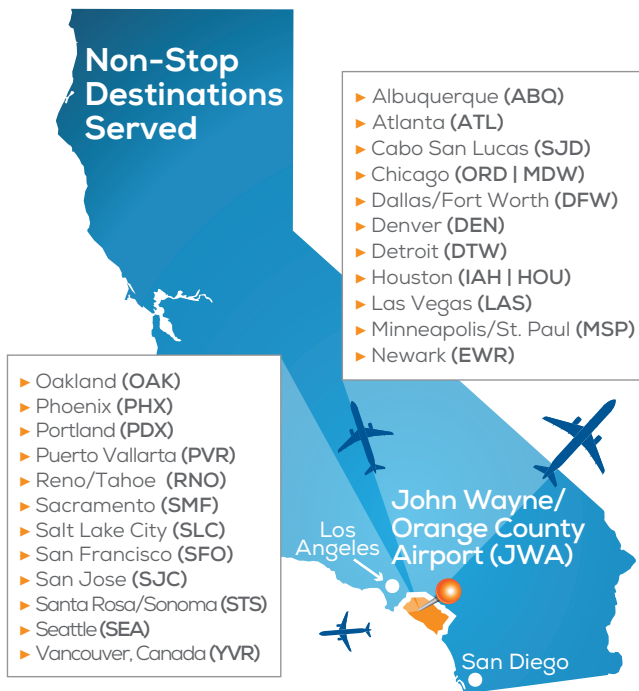 Non-Stop
Destinations
Served
► Albuquerque (ABQ)
► Atlanta (ATL)
► Cabo San Lucas (SJD)
► Chicago (ORD | MDW)
► Dallas/Fort Worth (DFW)
► Denver (DEN)
► Detroit (DTW)
► Houston (IAH | HOU)
► Las Vegas (LAS)
► Minneapolis/St. Paul (MSP)
► Newark (EWR)
► Oakland (OAK)
► Phoenix (PHX)
► Portland (PDX)
► Puerto Vallarta (PVR)
► Reno/Tahoe (RNO)
► Sacramento (SMF)
► Salt Lake City (SLC)
► San Francisco (SFO)
► San Jose (SJC)
► Santa Rosa/Sonoma (STS)
► Seattle (SEA)
► Vancouver, Canada (YVR)
John Wayne/
Orange County
Airport (JWA)
Los
Angeles
San Diego